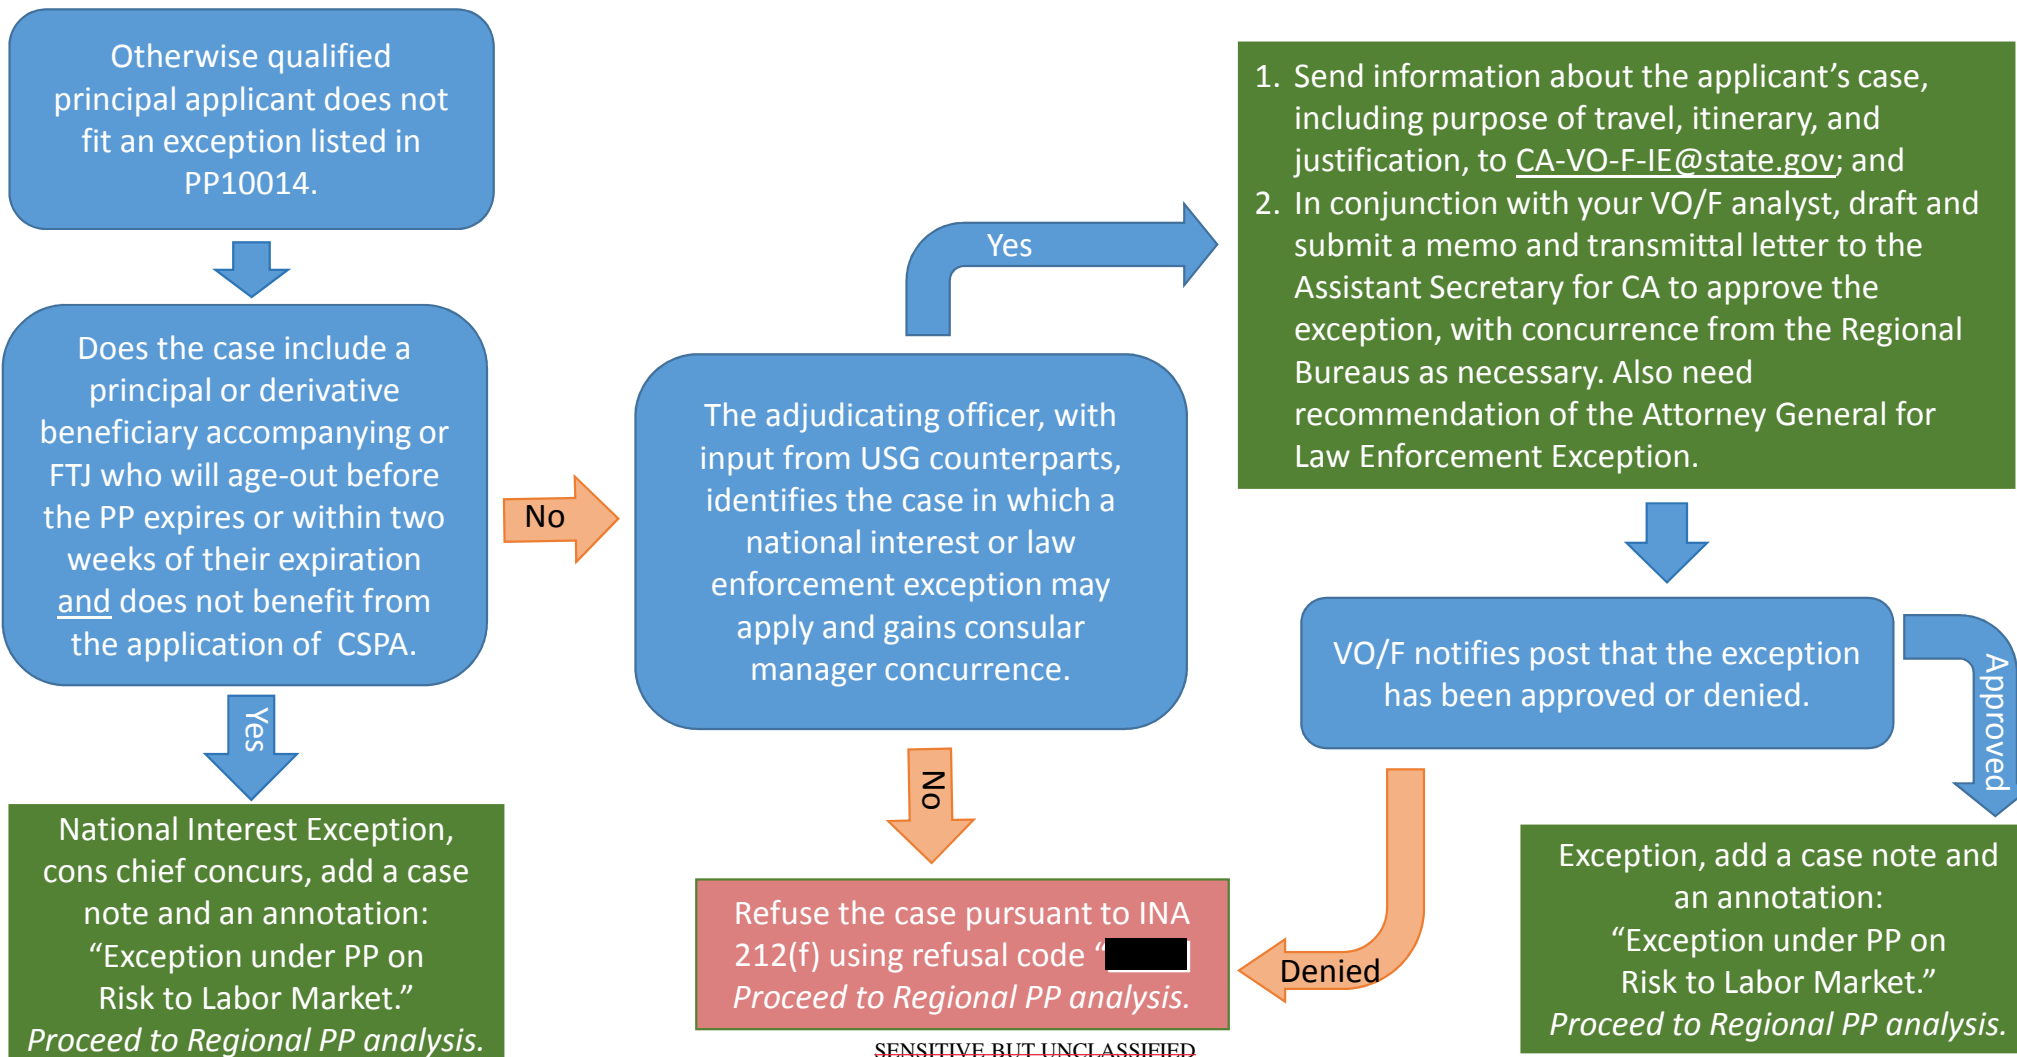 Otherwise qualified
principal applicant does not
fit an exception listed in
PP10014.
Does the case include a
principal or derivative
beneficiary accompanying or
FTJ who will age-out before
the PP expires or within two
weeks of their expiration
and does not benefit from
the application of CSPA.
Yes
National Interest Exception,
cons chief concurs, add a case
note and an annotation:
“Exception under PP on
Risk to Labor Market.”
Proceed to Regional PP analysis.
No
The adjudicating officer, with
input from USG counterparts,
identifies the case in which a
national interest or law
enforcement exception may
apply and gains consular
manager concurrence.
Yes
No
Refuse the case pursuant to INA
212(f) using refusal code “
Proceed to Regional PP analysis.
1. Send information about the applicant’s case,
including purpose of travel, itinerary, and
justification, to CA-VO-F-IE@state.gov; and
2. In conjunction with your VO/F analyst, draft and
submit a memo and transmittal letter to the
Assistant Secretary for CA to approve the
exception, with concurrence from the Regional
Bureaus as necessary. Also need
recommendation of the Attorney General for
Law Enforcement Exception.
VO/F notifies post that the exception
has been approved or denied.
Denied
Approved
Exception, add a case note and
an annotation:
“Exception under PP on
Risk to Labor Market.”
Proceed to Regional PP analysis.
SENSITIVE BUT UNCLASSIFIED